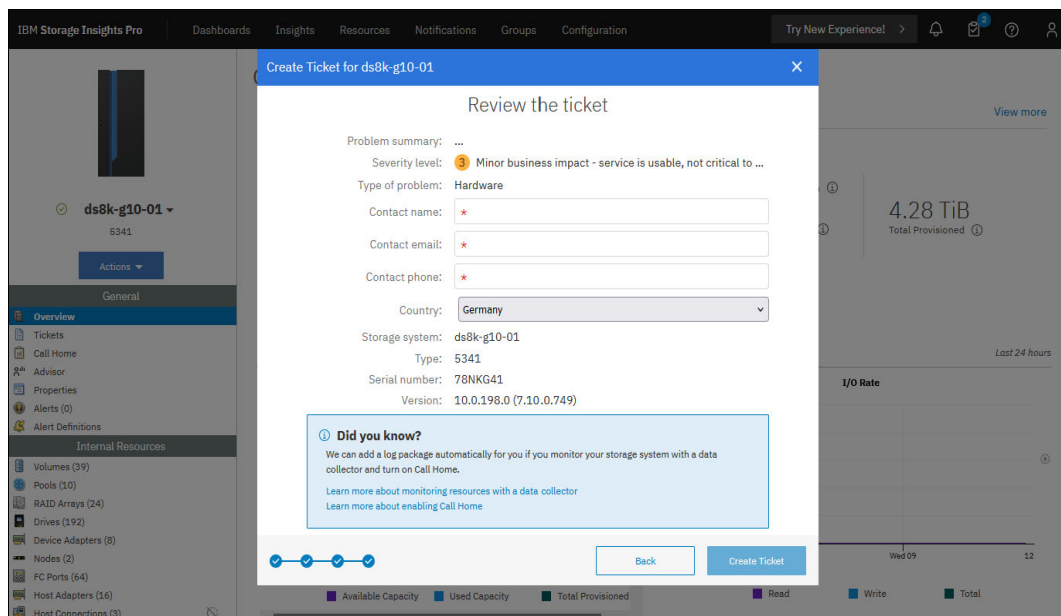 IBM Storage Insights Pro
Dashboards
Insights
Resources
Notifications
Groups
Configuration
Try New Experience!
2
ds8k-g10-01
5341
Actions
General
Overview
Tickets
Call Home
Advisor
Properties
Alerts (0)
Alert Definitions
Internal Resources
Volumes (39)
Pools (10)
RAID Arrays (24)
Drives (192)
Device Adapters (8)
Nodes (2)
FC Ports (64)
Host Adapters (16)
Host Connections (3)
Create Ticket for ds8k-g10-01
Review the ticket
Problem summary: ...
Severity level: 3 Minor business impact - service is usable, not critical to ...
Type of problem: Hardware
Contact name: *
Contact email: *
Contact phone: *
Country: Germany
Storage system: ds8k-g10-01
Type: 5341
Serial number: 78NKG41
Version: 10.0.198.0 (7.10.0.749)
Did you know?
We can add a log package automatically for you if you monitor your storage system with a data
collector and turn on Call Home.
Learn more about monitoring resources with a data collector
Learn more about enabling Call Home
Back
Create Ticket
View more
4.28 TiB
Total Provisioned
Last 24 hours
I/O Rate
Wed 09
12
Available Capacity
Used Capacity
Total Provisioned
Read
Write
Total